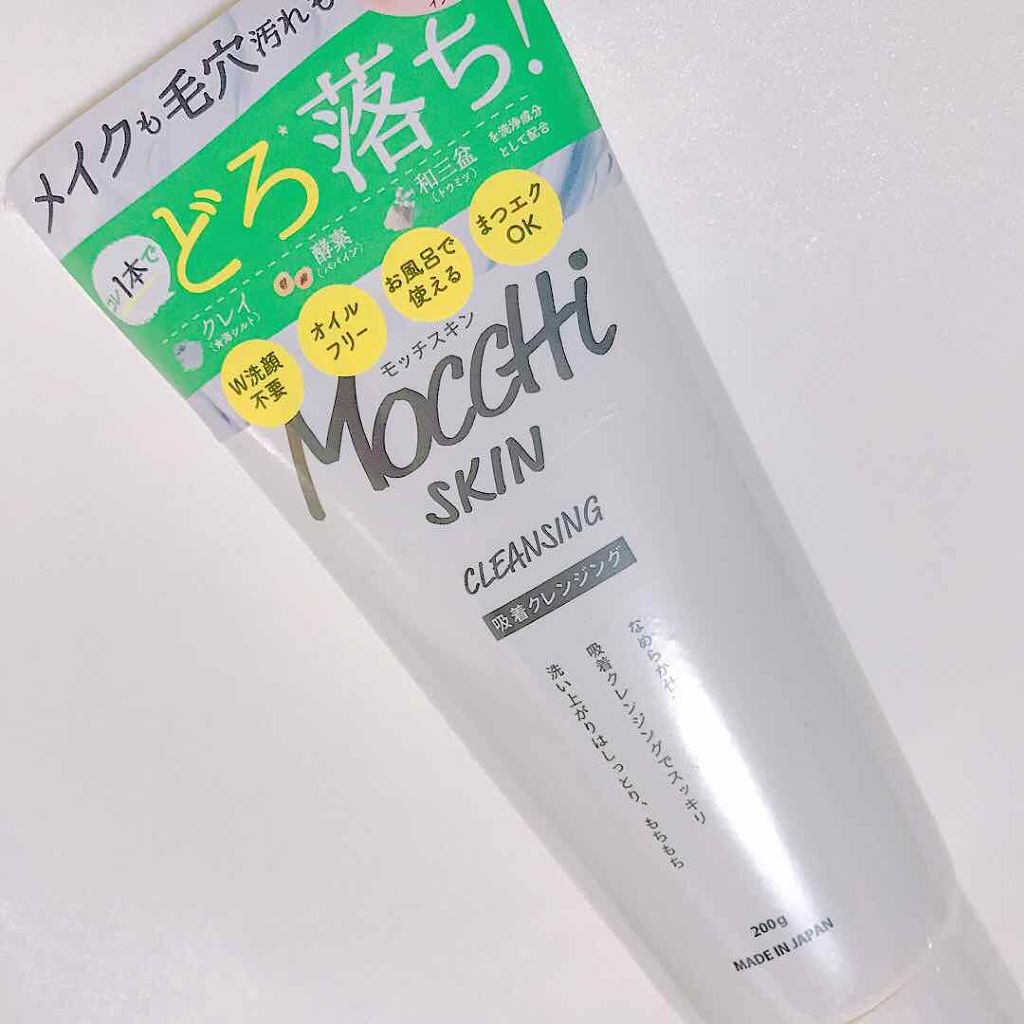 メイクも毛穴汚れも
どろ落ち!
コレ1本で
クレイ
(★海シルト)
酵素
(パパイン)
和三盆
(トウミツ)
を洗浄成分
として配合
W洗顔
不要
オイル
フリー
お風呂で
使える
まつエク
OK
モッチスキン
MOCCHi
SKIN
CLEANSING
吸着クレンジング
なめらか
吸着クレンジングでスッキリ
洗い上がりはしっとり、もちもち
200g
MADE IN JAPAN